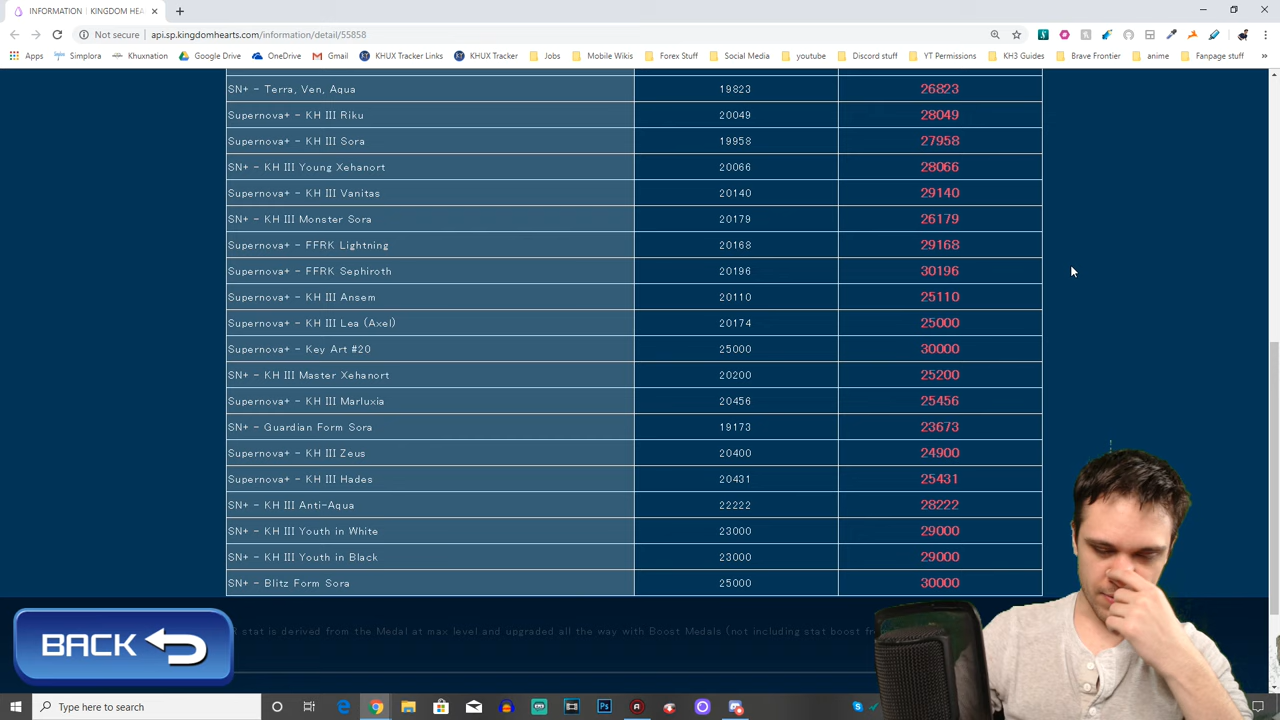 INFORMATION | KINGDOM HEA
Not secure | api.sp.kingdomhearts.com/information/detail/55858
Apps Simplora Khuxnation Google Drive OneDrive Gmail KHUX Tracker Links KHUX Tracker Jobs Mobile Wikis Forex Stuff Social Media youtube Discord stuff YT Permissions KH3 Guides Brave Frontier anime Fanpage stuff »
SN+ - Terra, Ven, Aqua 19823 26823
Supernova+ - KH III Riku 20049 28049
Supernova+ - KH III Sora 19958 27958
SN+ - KH III Young Xehanort 20066 28066
Supernova+ - KH III Vanitas 20140 29140
SN+ - KH III Monster Sora 20179 26179
Supernova+ - FFRK Lightning 20168 29168
Supernova+ - FFRK Sephiroth 20196 30196
Supernova+ - KH III Ansem 20110 25110
Supernova+ - KH III Lea (Axel) 20174 25000
Supernova+ - Key Art #20 25000 30000
SN+ - KH III Master Xehanort 20200 25200
Supernova+ - KH III Marluxia 20456 25456
SN+ - Guardian Form Sora 19173 23673
Supernova+ - KH III Zeus 20400 24900
Supernova+ - KH III Hades 20431 25431
SN+ - KH III Anti-Aqua 22222 28222
SN+ - KH III Youth in White 23000 29000
SN+ - KH III Youth in Black 23000 29000
SN+ - Blitz Form Sora 25000 30000
stat is derived from the Medal at max level and upgraded all the way with Boost Medals (not including stat boost
BACK
Type here to search